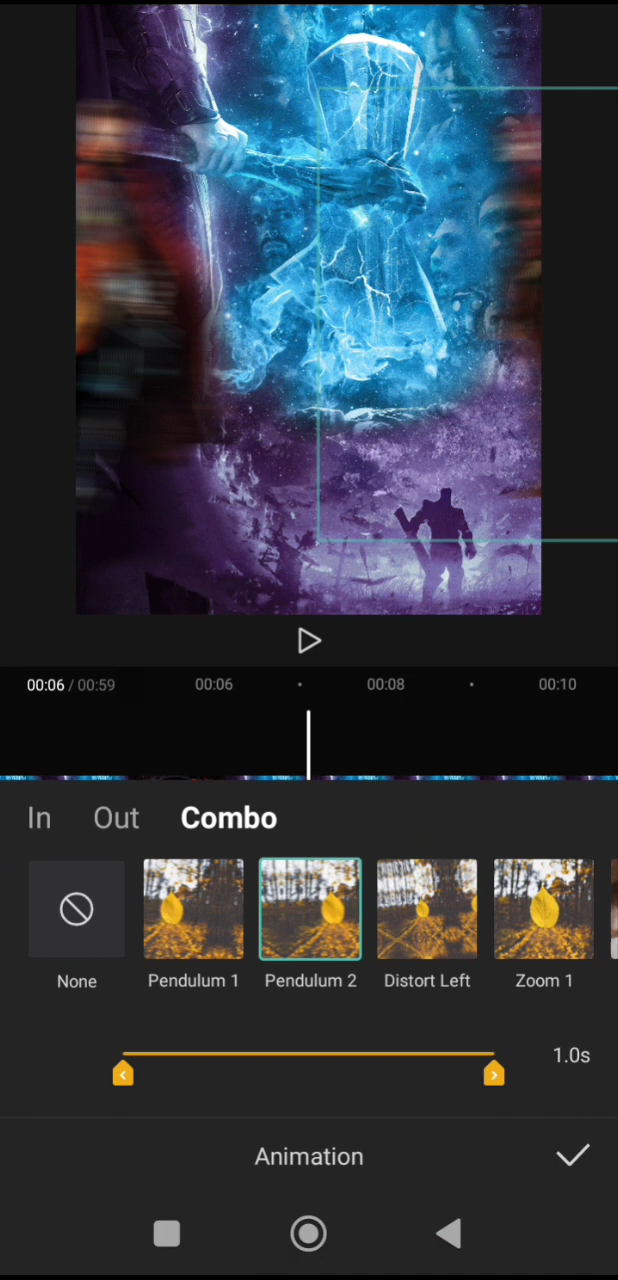 00:06 / 00:59 00:06 00:08 00:10
In Out Combo
None Pendulum 1 Pendulum 2 Distort Left Zoom 1
1.0s
Animation